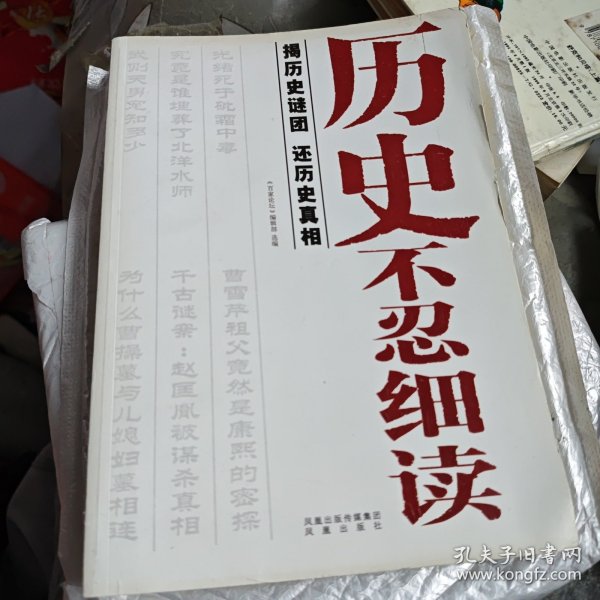 历史不忍细读
揭历史谜团 还历史真相
《百家论坛》编辑部 选编
光绪死于砒霜中毒
究竟是谁埋葬了北洋水师
武则天男宠知多少
曹雪芹祖父竟然是康熙的密探
千古谜案：赵匡胤被谋杀真相
为什么曹操墓与儿媳妇墓相连
凤凰出版传媒集团
凤凰出版社
孔夫子旧书网
www.kongfz.com